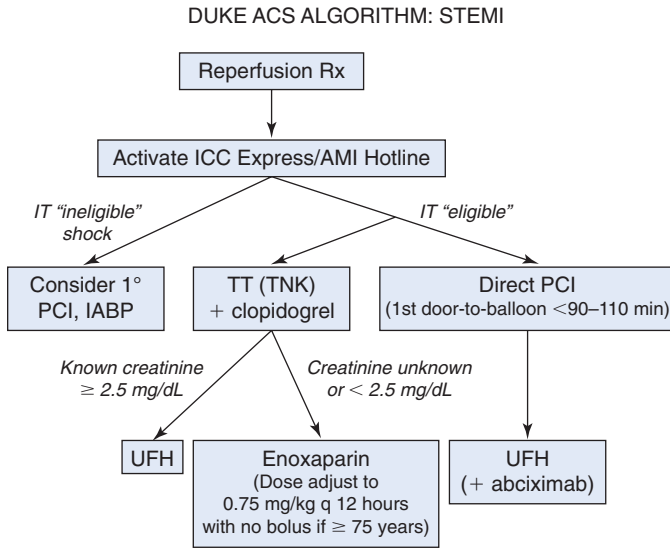 DUKE ACS ALGORITHM: STEMI
Reperfusion Rx
Activate ICC Express/AMI Hotline
IT “ineligible”
shock
IT “eligible”
Consider 1°
PCI, IABP
TT (TNK)
+ clopidogrel
Direct PCI
(1st door-to-balloon <90–110 min)
Known creatinine
≥ 2.5 mg/dL
Creatinine unknown
or < 2.5 mg/dL
UFH
Enoxaparin
(Dose adjust to
0.75 mg/kg q 12 hours
with no bolus if ≥ 75 years)
UFH
(+ abciximab)